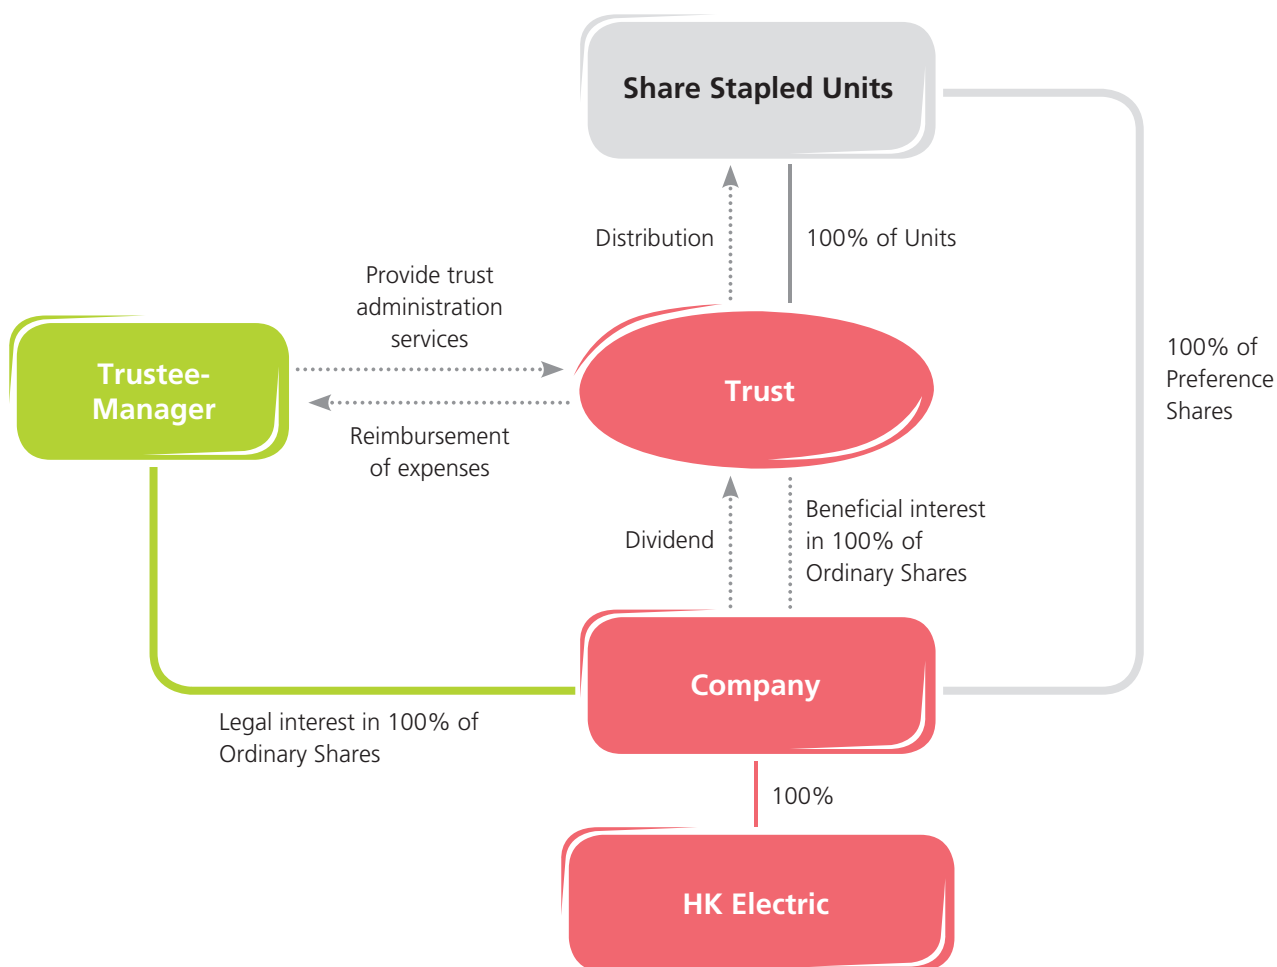 Share Stapled Units
Distribution
100% of Units
Provide trust
administration
services
Trustee-
Manager
Trust
100% of
Preference
Shares
Reimbursement
of expenses
Dividend
Beneficial interest
in 100% of
Ordinary Shares
Company
Legal interest in 100% of
Ordinary Shares
100%
HK Electric